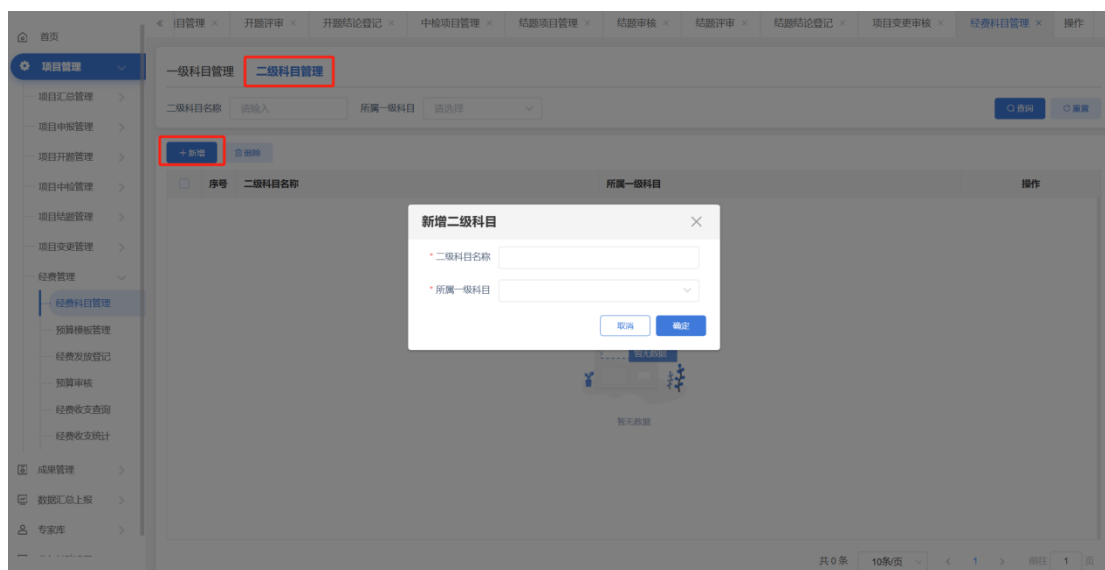 首页
项目管理
项目汇总管理
项目申报管理
项目开题管理
项目中检管理
项目结题管理
项目变更管理
经费管理
经费科目管理
预算模板管理
经费发放登记
预算审核
经费收支查询
经费收支统计
成果管理
数据汇总上报
专家库
目管理 × 开题评审 × 开题结论登记 × 中检项目管理 × 结题项目管理 × 结题审核 × 结题评审 × 结题结论登记 × 项目变更审核 × 经费科目管理 × 操作
一级科目管理 二级科目管理
二级科目名称 请输入 所属一级科目 请选择 查询 重置
+新增 删除
序号 二级科目名称 所属一级科目 操作
新增二级科目
* 二级科目名称
* 所属一级科目
取消 确定
暂无数据
暂无数据
共 0 条 10条/页 < 1 > 前往 1 页